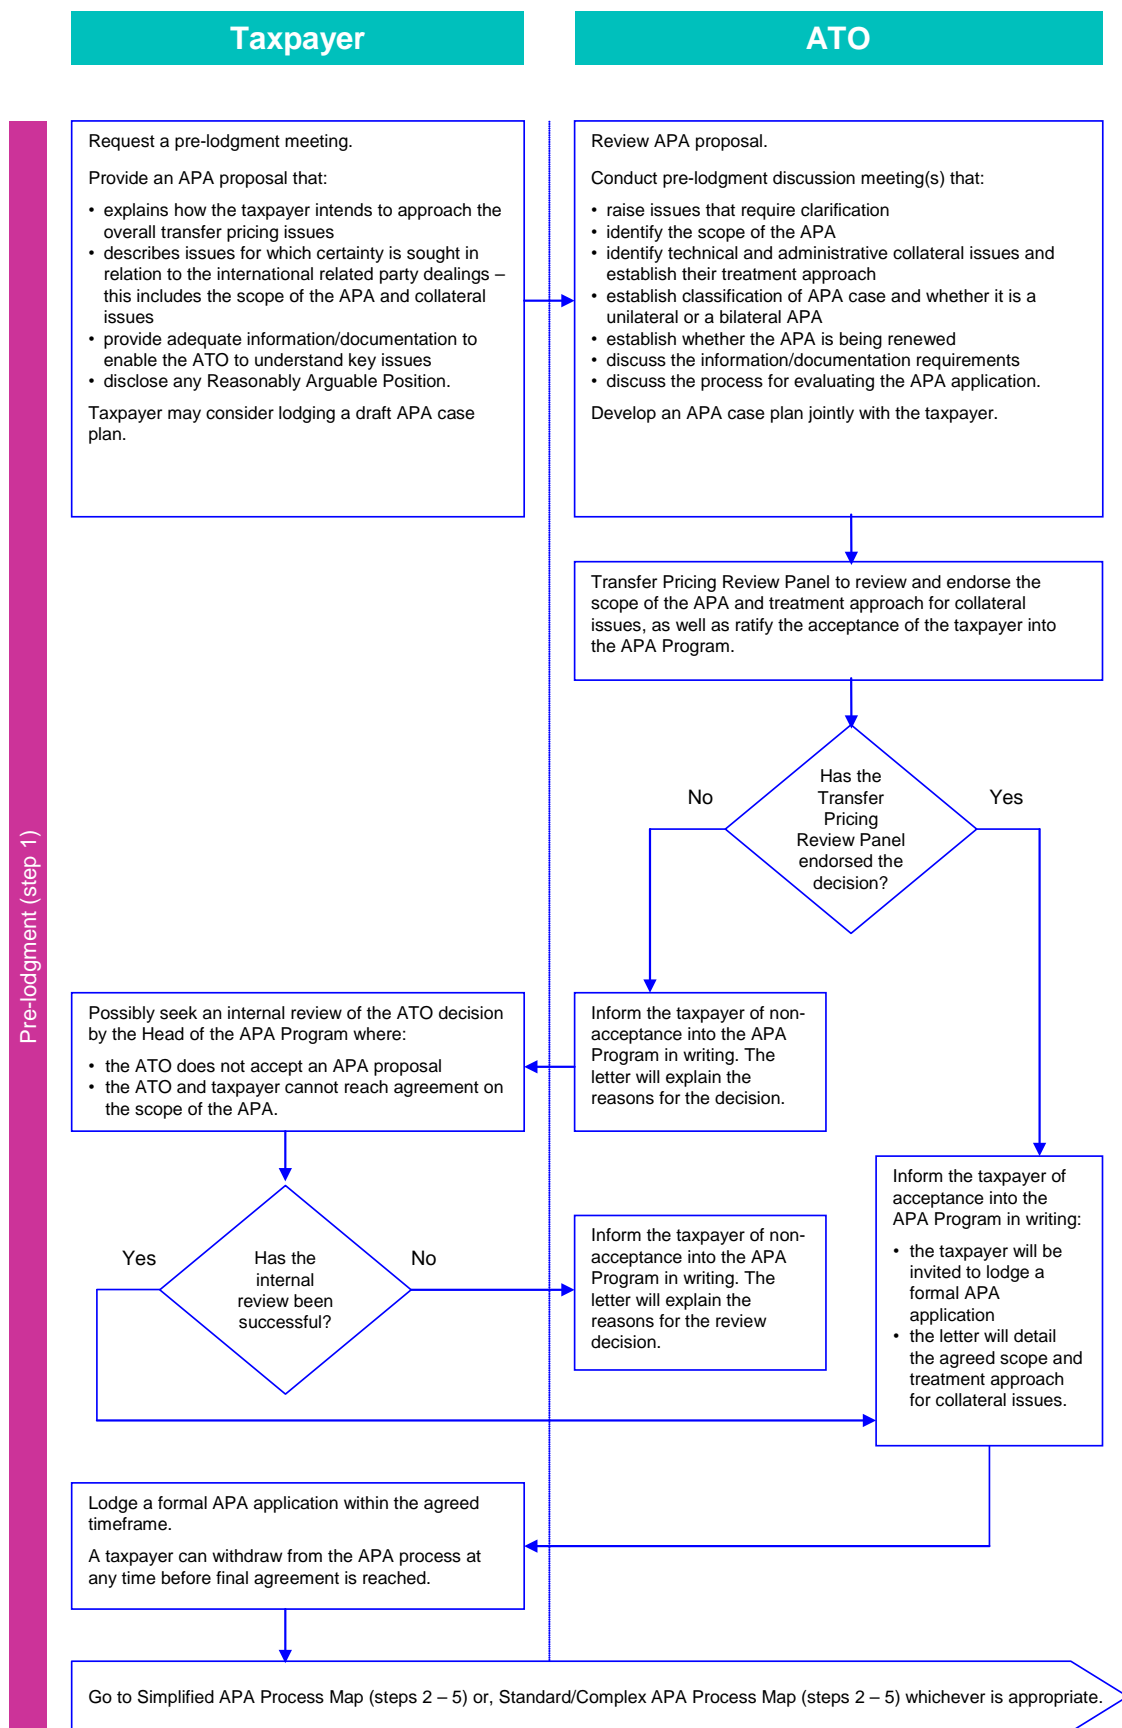 Taxpayer
ATO
Pre-lodgment (step 1)
Request a pre-lodgment meeting.
Provide an APA proposal that:
• explains how the taxpayer intends to approach the
overall transfer pricing issues
• describes issues for which certainty is sought in
relation to the international related party dealings –
this includes the scope of the APA and collateral
issues
• provide adequate information/documentation to
enable the ATO to understand key issues
• disclose any Reasonably Arguable Position.
Taxpayer may consider lodging a draft APA case
plan.
Review APA proposal.
Conduct pre-lodgment discussion meeting(s) that:
• raise issues that require clarification
• identify the scope of the APA
• identify technical and administrative collateral issues and
establish their treatment approach
• establish classification of APA case and whether it is a
unilateral or a bilateral APA
• establish whether the APA is being renewed
• discuss the information/documentation requirements
• discuss the process for evaluating the APA application.
Develop an APA case plan jointly with the taxpayer.
Transfer Pricing Review Panel to review and endorse the
scope of the APA and treatment approach for collateral
issues, as well as ratify the acceptance of the taxpayer into
the APA Program.
No
Has the
Transfer
Pricing
Review Panel
endorsed the
decision?
Yes
Possibly seek an internal review of the ATO decision
by the Head of the APA Program where:
• the ATO does not accept an APA proposal
• the ATO and taxpayer cannot reach agreement on
the scope of the APA.
Inform the taxpayer of non-
acceptance into the APA
Program in writing. The
letter will explain the
reasons for the decision.
Yes
Has the
internal
review been
successful?
No
Inform the taxpayer of non-
acceptance into the APA
Program in writing. The
letter will explain the
reasons for the review
decision.
Inform the taxpayer of
acceptance into the
APA Program in writing:
• the taxpayer will be
invited to lodge a
formal APA
application
• the letter will detail
the agreed scope and
treatment approach
for collateral issues.
Lodge a formal APA application within the agreed
timeframe.
A taxpayer can withdraw from the APA process at
any time before final agreement is reached.
Go to Simplified APA Process Map (steps 2 – 5) or, Standard/Complex APA Process Map (steps 2 – 5) whichever is appropriate.